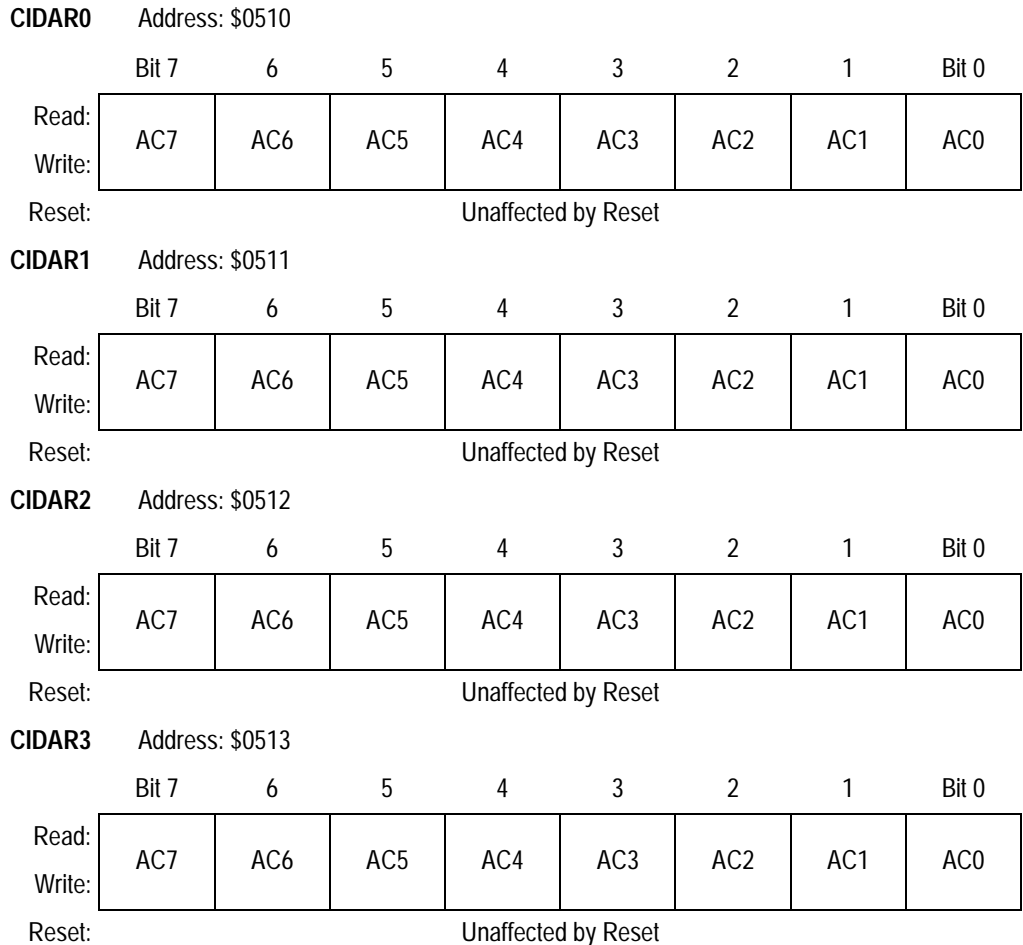 CIDAR0 Address: $0510
Bit 7 6 5 4 3 2 1 Bit 0
Read:
AC7 AC6 AC5 AC4 AC3 AC2 AC1 AC0
Write:
Reset: Unaffected by Reset
CIDAR1 Address: $0511
Bit 7 6 5 4 3 2 1 Bit 0
Read:
AC7 AC6 AC5 AC4 AC3 AC2 AC1 AC0
Write:
Reset: Unaffected by Reset
CIDAR2 Address: $0512
Bit 7 6 5 4 3 2 1 Bit 0
Read:
AC7 AC6 AC5 AC4 AC3 AC2 AC1 AC0
Write:
Reset: Unaffected by Reset
CIDAR3 Address: $0513
Bit 7 6 5 4 3 2 1 Bit 0
Read:
AC7 AC6 AC5 AC4 AC3 AC2 AC1 AC0
Write:
Reset: Unaffected by Reset